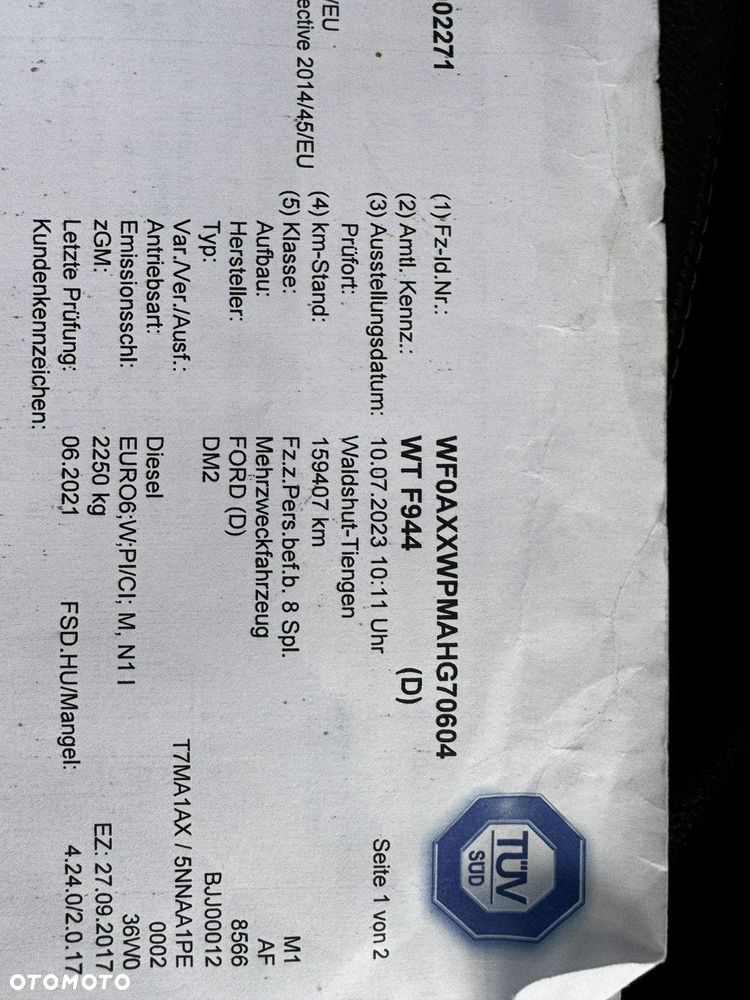 02271
/EU
ective 2014/45/EU
TÜV
SÜD
Seite 1 von 2
(1) Fz-Id.Nr.: WF0AXXWPMAHG70604
(2) Amtl. Kennz.: WT F944 (D)
(3) Ausstellungsdatum: 10.07.2023 10:11 Uhr
Prüfort: Waldshut-Tiengen
(4) km-Stand: 159407 km
(5) Klasse: Fz.z.Pers.bef.b. 8 Spl. M1
Aufbau: Mehrzweckfahrzeug AF
Hersteller: FORD (D) 8566
Typ: DM2 BJJ00012
Var./Ver./Ausf.: T7MA1AX / 5NNAA1PE
Antriebsart: Diesel 0002
Emissionsschl: EURO6;W;PI/CI; M, N1 I 36W0
zGM: 2250 kg EZ: 27.09.2017
Letzte Prüfung: 06.2021 FSD.HU/Mangel: 4.24.0/2.0.17
Kundenkennzeichen:
OTOMOTO